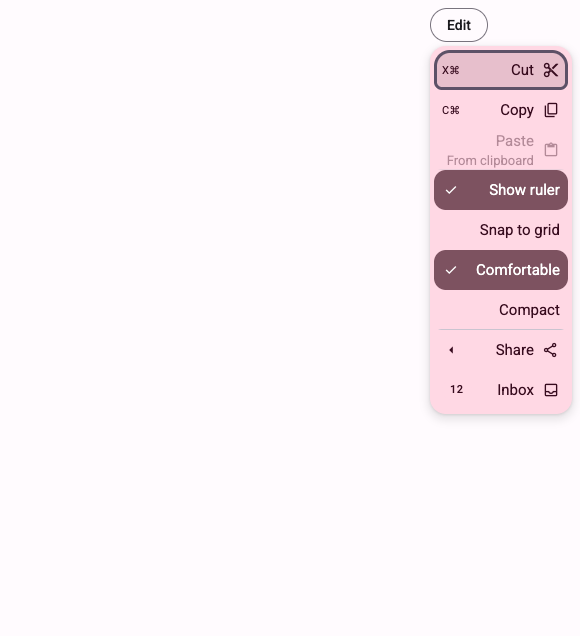 Edit
Cut X⌘
Copy C⌘
Paste
From clipboard
Show ruler
Snap to grid
Comfortable
Compact
Share
Inbox 12